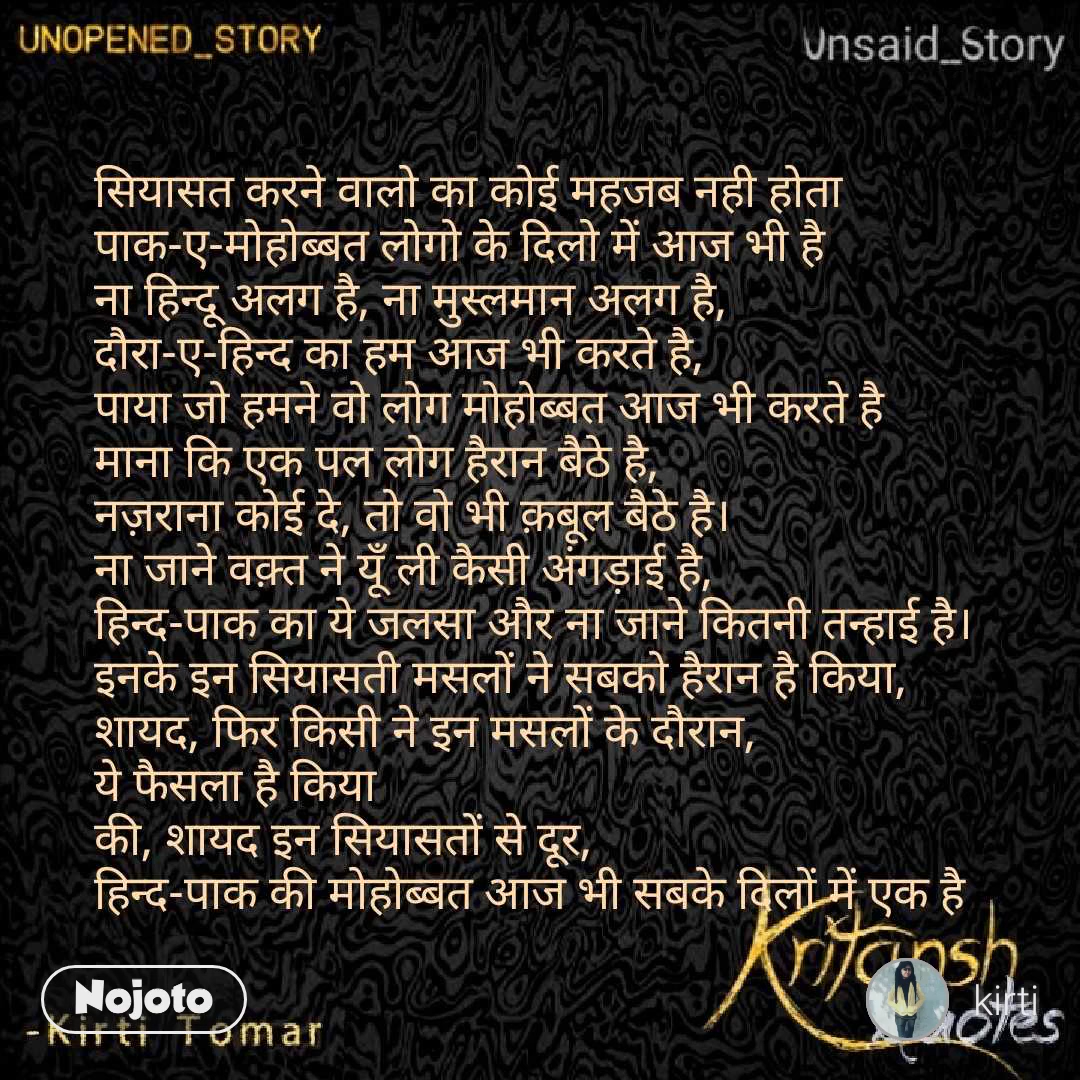 UNOPENED_STORY
Unsaid_Story
सियासत करने वालो का कोई महजब नही होता
पाक-ए-मोहोब्बत लोगो के दिलो में आज भी है
ना हिन्दू अलग है, ना मुस्लमान अलग है,
दौरा-ए-हिन्द का हम आज भी करते है,
पाया जो हमने वो लोग मोहोब्बत आज भी करते है
माना कि एक पल लोग हैरान बैठे है,
नज़राना कोई दे, तो वो भी क़बूल बैठे है।
ना जाने वक़्त ने यूँ ली कैसी अंगड़ाई है,
हिन्द-पाक का ये जलसा और ना जाने कितनी तन्हाई है।
इनके इन सियासती मसलों ने सबको हैरान है किया,
शायद, फिर किसी ने इन मसलों के दौरान,
ये फैसला है किया
की, शायद इन सियासतों से दूर,
हिन्द-पाक की मोहोब्बत आज भी सबके दिलों में एक है
Kritansh
Nojoto
kirti
-Kirti Tomar
Quotes